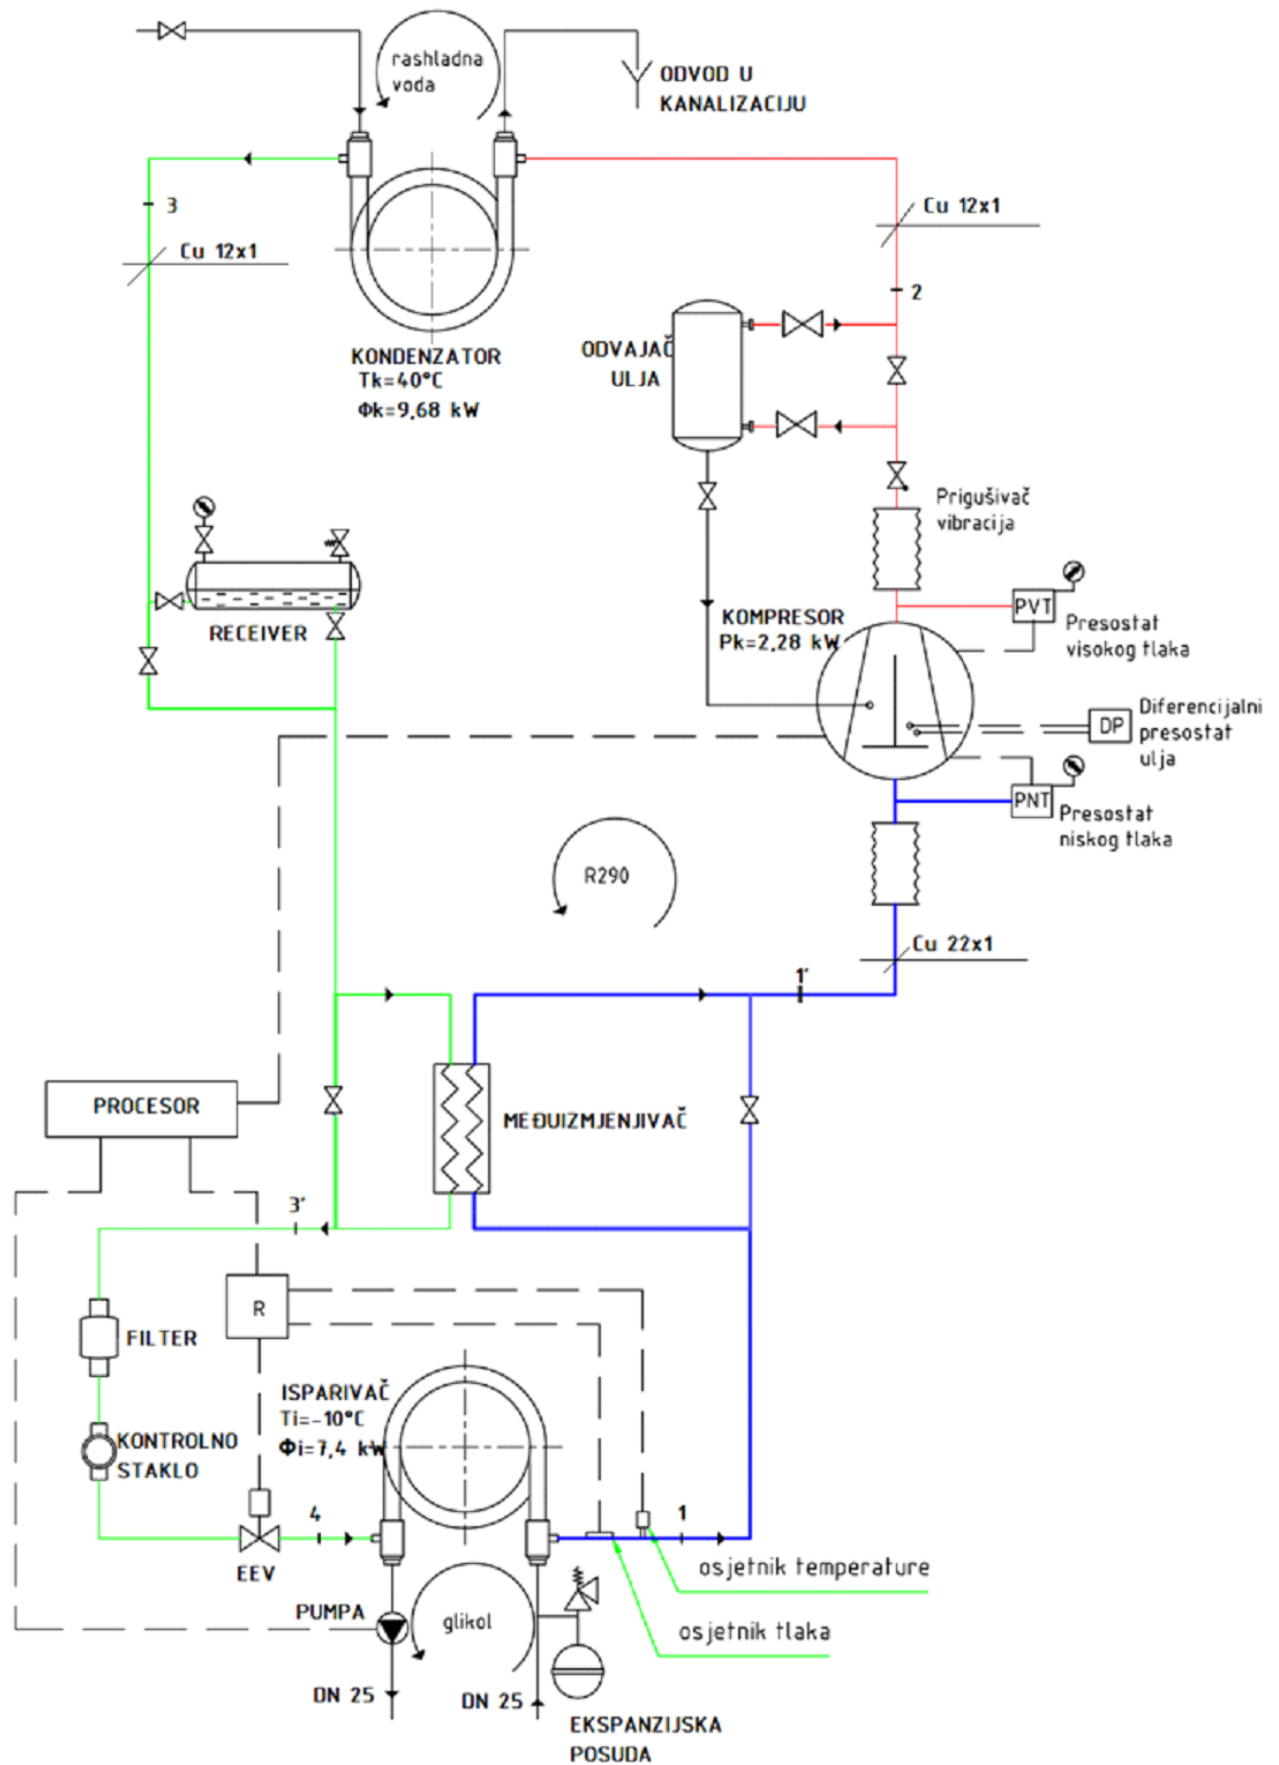 rashladna
voda
ODVOD U
KANALIZACIJU
3
Cu 12x1
Cu 12x1
2
KONDENZATOR
Tk=40°C
Φk=9,68 kW
ODVAJAČ
ULJA
Prigušivač
vibracija
RECEIVER
KOMPRESOR
Pk=2,28 kW
PVT
Presostat
visokog tlaka
DP
Diferencijalni
presostat
ulja
PNT
Presostat
niskog tlaka
R290
Cu 22x1
1'
PROCESOR
MEĐUIZMJENJIVAČ
3'
R
FILTER
ISPARIVAČ
Ti=-10°C
Φi=7,4 kW
KONTROLNO
STAKLO
4
1
EEV
osjetnik temperature
PUMPA
glikol
osjetnik tlaka
DN 25
DN 25
EKSPANZIJSKA
POSUDA